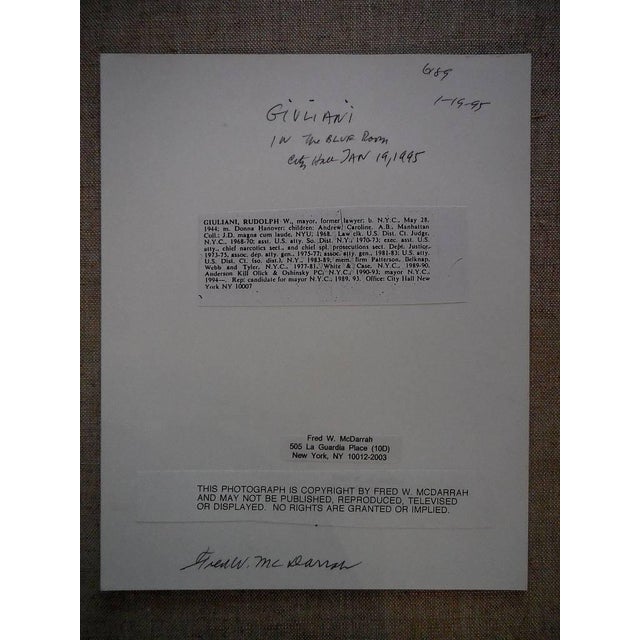 6189
1-19-95
GIULIANI
IN The BLUE Room
City Hall JAN 19, 1995
GIULIANI, RUDOLPH W., mayor, former lawyer; b. N.Y.C., May 28,
1944; m. Donna Hanover; children: Andrew, Caroline. A.B., Manhattan
Coll.; J.D. magna cum laude, NYU, 1968. Law clk. U.S. Dist. Ct. Judge,
N.Y.C., 1968-70; asst. U.S. atty. So. Dist. N.Y., 1970-73; exec. asst. U.S.
atty., chief narcotics sect., and chief spl. prosecutions sect. Dept. Justice,
1973-75, assoc. dep. atty. gen., 1975-77; assoc. atty. gen., 1981-83; U.S. atty.
U.S. Dist. Ct. (so. dist.), N.Y., 1983-89; mem. firm Patterson, Belknap,
Webb and Tyler, N.Y.C., 1977-81, White & Case, N.Y.C., 1989-90,
Anderson Kill Olick & Oshinsky PC, N.Y.C., 1990-93; mayor N.Y.C.,
1994—. Rep. candidate for mayor N.Y.C., 1989, 93. Office: City Hall New
York NY 10007
Fred W. McDarrah
505 La Guardia Place (10D)
New York, NY 10012-2003
THIS PHOTOGRAPH IS COPYRIGHT BY FRED W. MCDARRAH
AND MAY NOT BE PUBLISHED, REPRODUCED, TELEVISED
OR DISPLAYED. NO RIGHTS ARE GRANTED OR IMPLIED.
Fred W. McDarrah